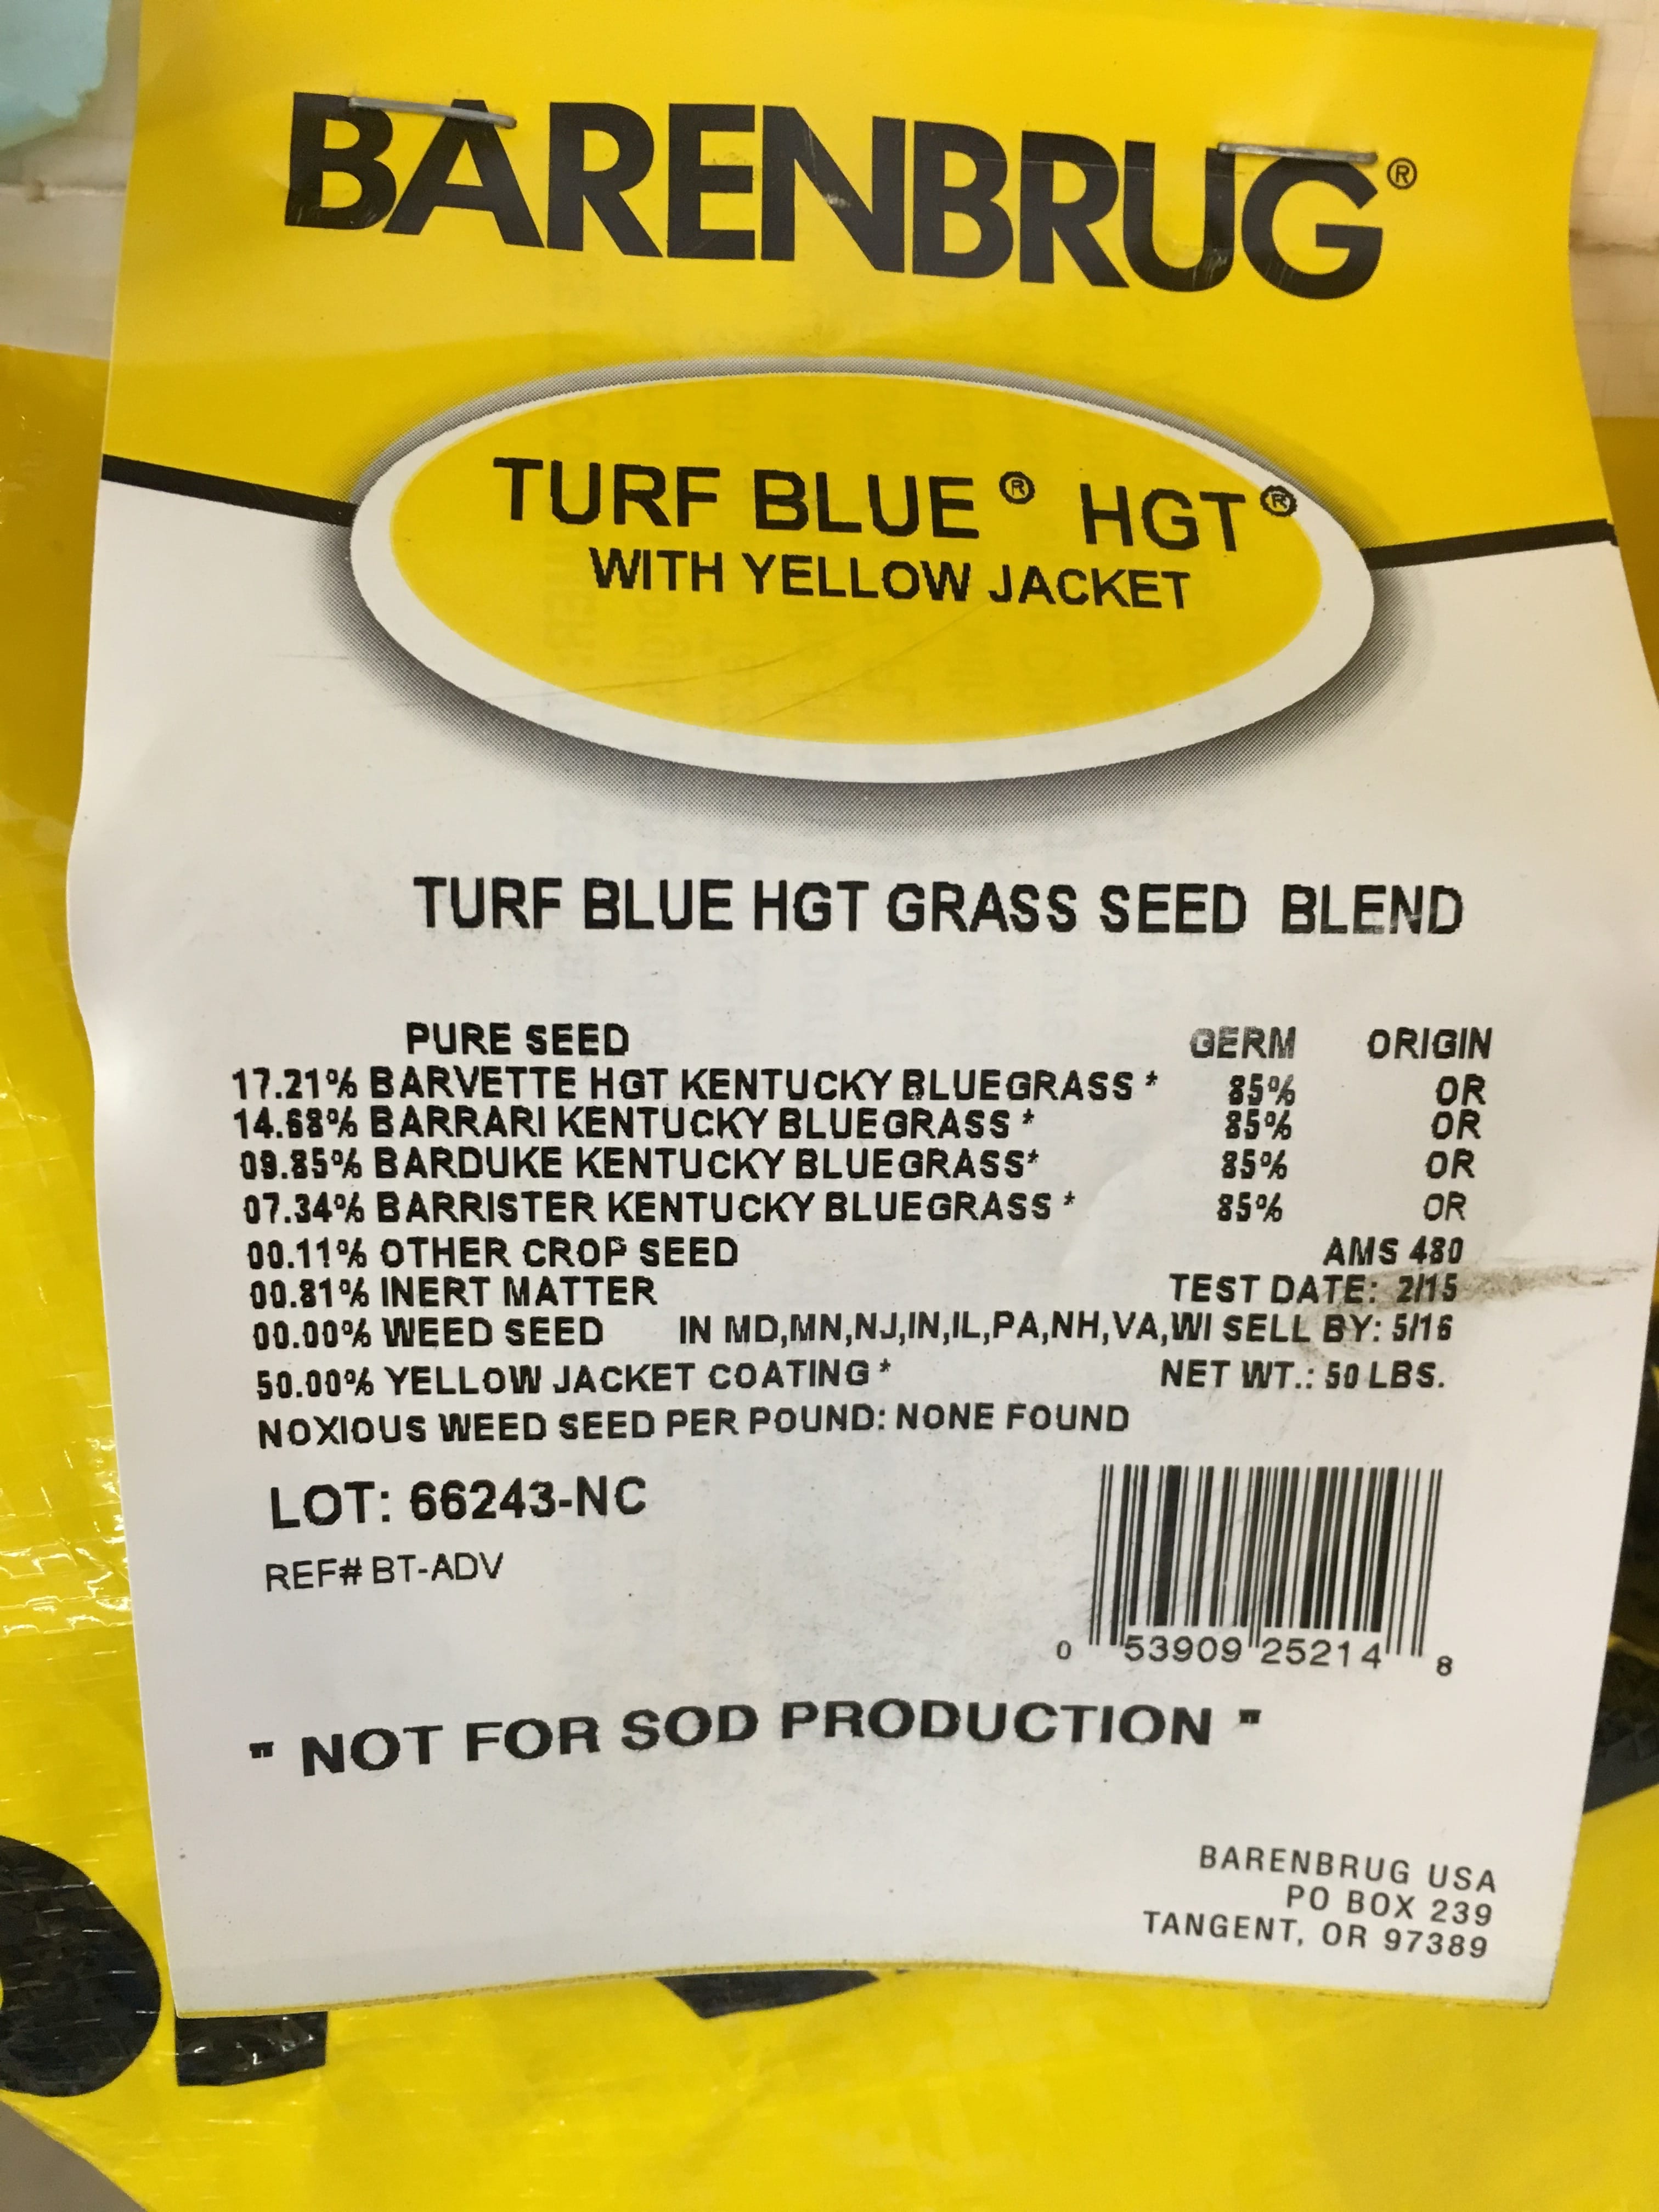 BARENBRUG®
TURF BLUE® HGT®
WITH YELLOW JACKET
TURF BLUE HGT GRASS SEED BLEND
PURE SEED GERM ORIGIN
17.21% BARVETTE HGT KENTUCKY BLUEGRASS * 85% OR
14.68% BARRARI KENTUCKY BLUEGRASS * 85% OR
09.85% BARDUKE KENTUCKY BLUEGRASS* 85% OR
07.34% BARRISTER KENTUCKY BLUEGRASS * 85% OR
00.11% OTHER CROP SEED AMS 480
00.81% INERT MATTER TEST DATE: 2/15
00.00% WEED SEED IN MD,MN,NJ,IN,IL,PA,NH,VA,WI SELL BY: 5/16
50.00% YELLOW JACKET COATING * NET WT.: 50 LBS.
NOXIOUS WEED SEED PER POUND: NONE FOUND
LOT: 66243-NC
REF# BT-ADV
0 53909 25214 8
" NOT FOR SOD PRODUCTION "
BARENBRUG USA
PO BOX 239
TANGENT, OR 97389